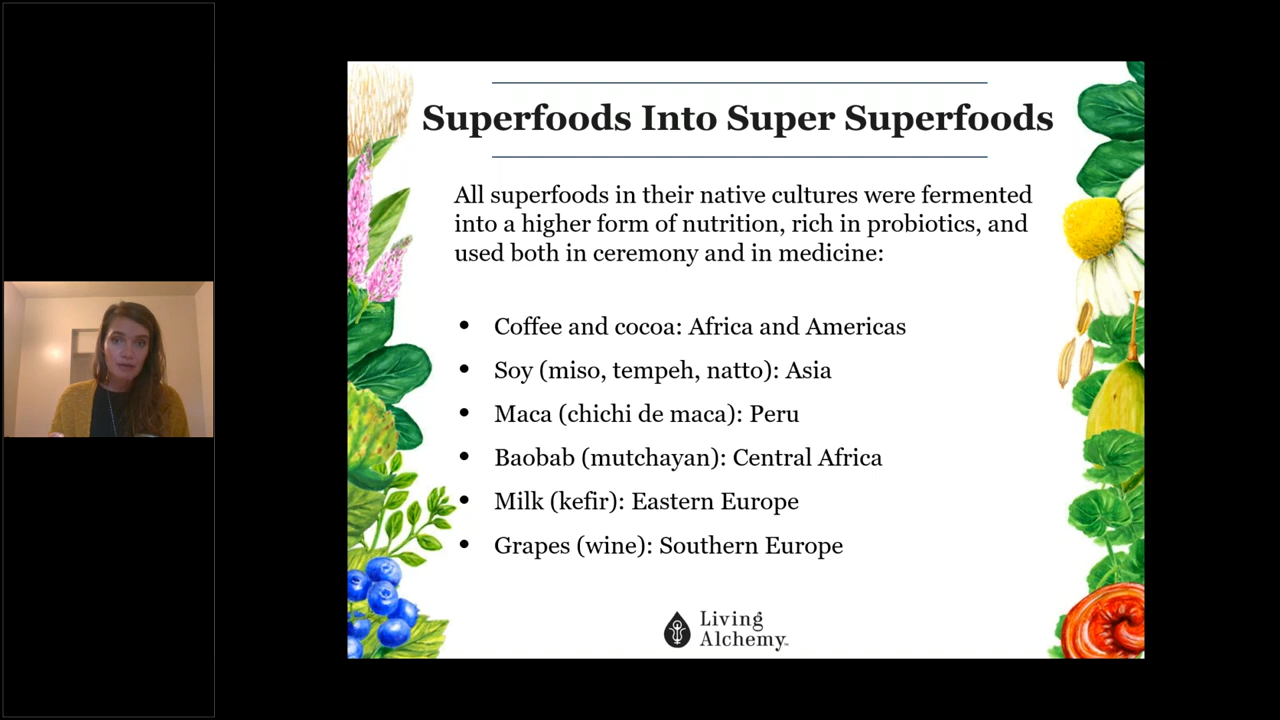 Superfoods Into Super Superfoods
All superfoods in their native cultures were fermented
into a higher form of nutrition, rich in probiotics, and
used both in ceremony and in medicine:
• Coffee and cocoa: Africa and Americas
• Soy (miso, tempeh, natto): Asia
• Maca (chichi de maca): Peru
• Baobab (mutchayan): Central Africa
• Milk (kefir): Eastern Europe
• Grapes (wine): Southern Europe
Living
Alchemy™